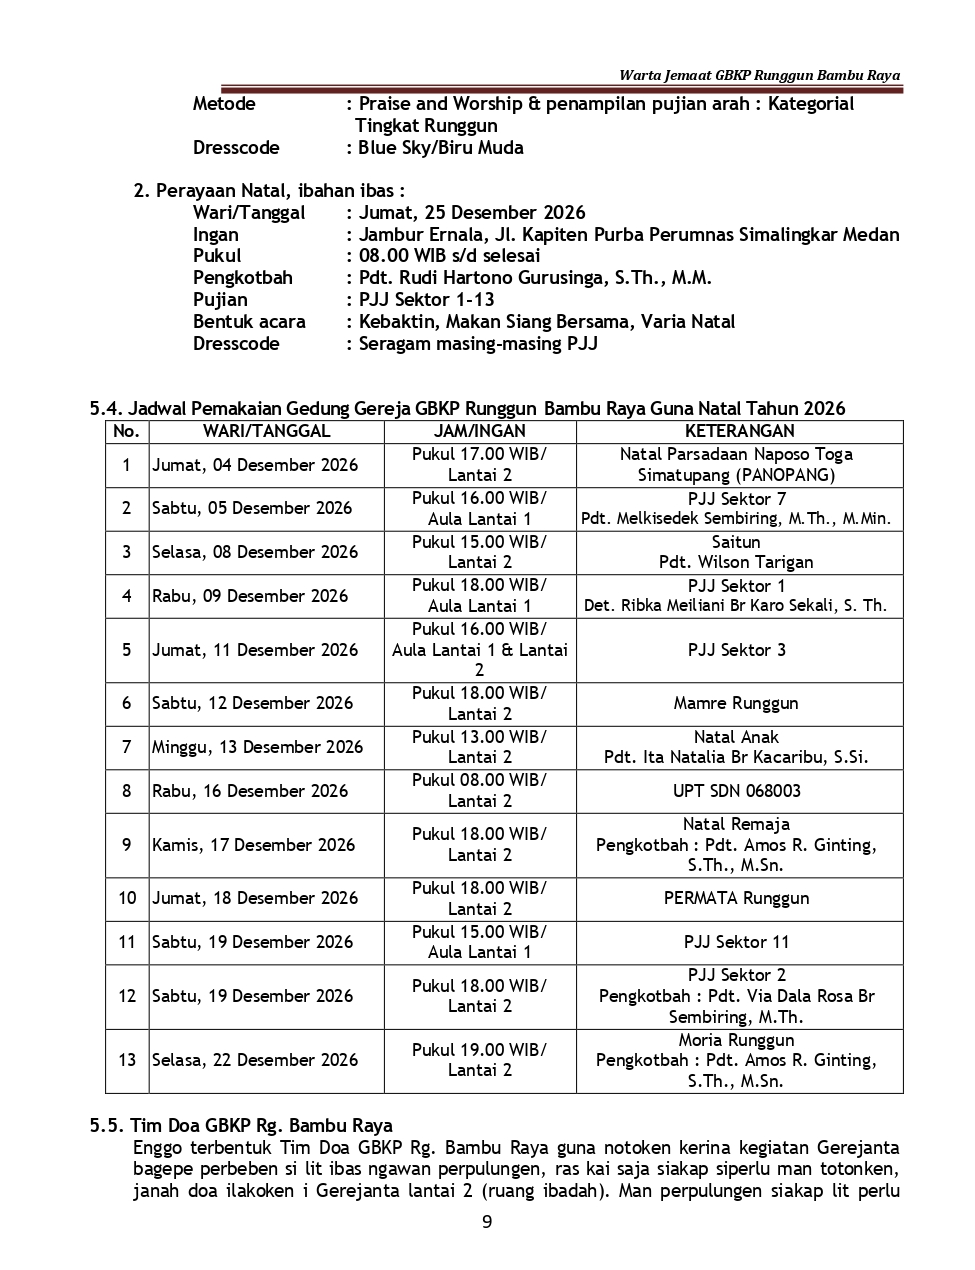 Warta Jemaat GBKP Runggun Bambu Raya
Metode : Praise and Worship & penampilan pujian arah : Kategorial
Tingkat Runggun
Dresscode : Blue Sky/Biru Muda
2. Perayaan Natal, ibahan ibas :
Wari/Tanggal : Jumat, 25 Desember 2026
Ingan : Jambur Ernala, Jl. Kapiten Purba Perumnas Simalingkar Medan
Pukul : 08.00 WIB s/d selesai
Pengkotbah : Pdt. Rudi Hartono Gurusinga, S.Th., M.M.
Pujian : PJJ Sektor 1-13
Bentuk acara : Kebaktin, Makan Siang Bersama, Varia Natal
Dresscode : Seragam masing-masing PJJ
5.4. Jadwal Pemakaian Gedung Gereja GBKP Runggun Bambu Raya Guna Natal Tahun 2026
No. WARI/TANGGAL JAM/INGAN KETERANGAN
1 Jumat, 04 Desember 2026 Pukul 17.00 WIB/ Natal Parsadaan Naposo Toga
Lantai 2 Simatupang (PANOPANG)
2 Sabtu, 05 Desember 2026 Pukul 16.00 WIB/ PJJ Sektor 7
Aula Lantai 1 Pdt. Melkisedek Sembiring, M.Th., M.Min.
3 Selasa, 08 Desember 2026 Pukul 15.00 WIB/ Saitun
Lantai 2 Pdt. Wilson Tarigan
4 Rabu, 09 Desember 2026 Pukul 18.00 WIB/ PJJ Sektor 1
Aula Lantai 1 Det. Ribka Meiliani Br Karo Sekali, S. Th.
5 Jumat, 11 Desember 2026 Pukul 16.00 WIB/ PJJ Sektor 3
Aula Lantai 1 & Lantai
2
6 Sabtu, 12 Desember 2026 Pukul 18.00 WIB/ Mamre Runggun
Lantai 2
7 Minggu, 13 Desember 2026 Pukul 13.00 WIB/ Natal Anak
Lantai 2 Pdt. Ita Natalia Br Kacaribu, S.Si.
8 Rabu, 16 Desember 2026 Pukul 08.00 WIB/ UPT SDN 068003
Lantai 2
9 Kamis, 17 Desember 2026 Pukul 18.00 WIB/ Natal Remaja
Lantai 2 Pengkotbah : Pdt. Amos R. Ginting,
S.Th., M.Sn.
10 Jumat, 18 Desember 2026 Pukul 18.00 WIB/ PERMATA Runggun
Lantai 2
11 Sabtu, 19 Desember 2026 Pukul 15.00 WIB/ PJJ Sektor 11
Aula Lantai 1
12 Sabtu, 19 Desember 2026 Pukul 18.00 WIB/ PJJ Sektor 2
Lantai 2 Pengkotbah : Pdt. Via Dala Rosa Br
Sembiring, M.Th.
13 Selasa, 22 Desember 2026 Pukul 19.00 WIB/ Moria Runggun
Lantai 2 Pengkotbah : Pdt. Amos R. Ginting,
S.Th., M.Sn.
5.5. Tim Doa GBKP Rg. Bambu Raya
Enggo terbentuk Tim Doa GBKP Rg. Bambu Raya guna notoken kerina kegiatan Gerejanta
bagepe perbeben si lit ibas ngawan perpulungen, ras kai saja siakap siperlu man totonken,
janah doa ilakoken i Gerejanta lantai 2 (ruang ibadah). Man perpulungen siakap lit perlu
9